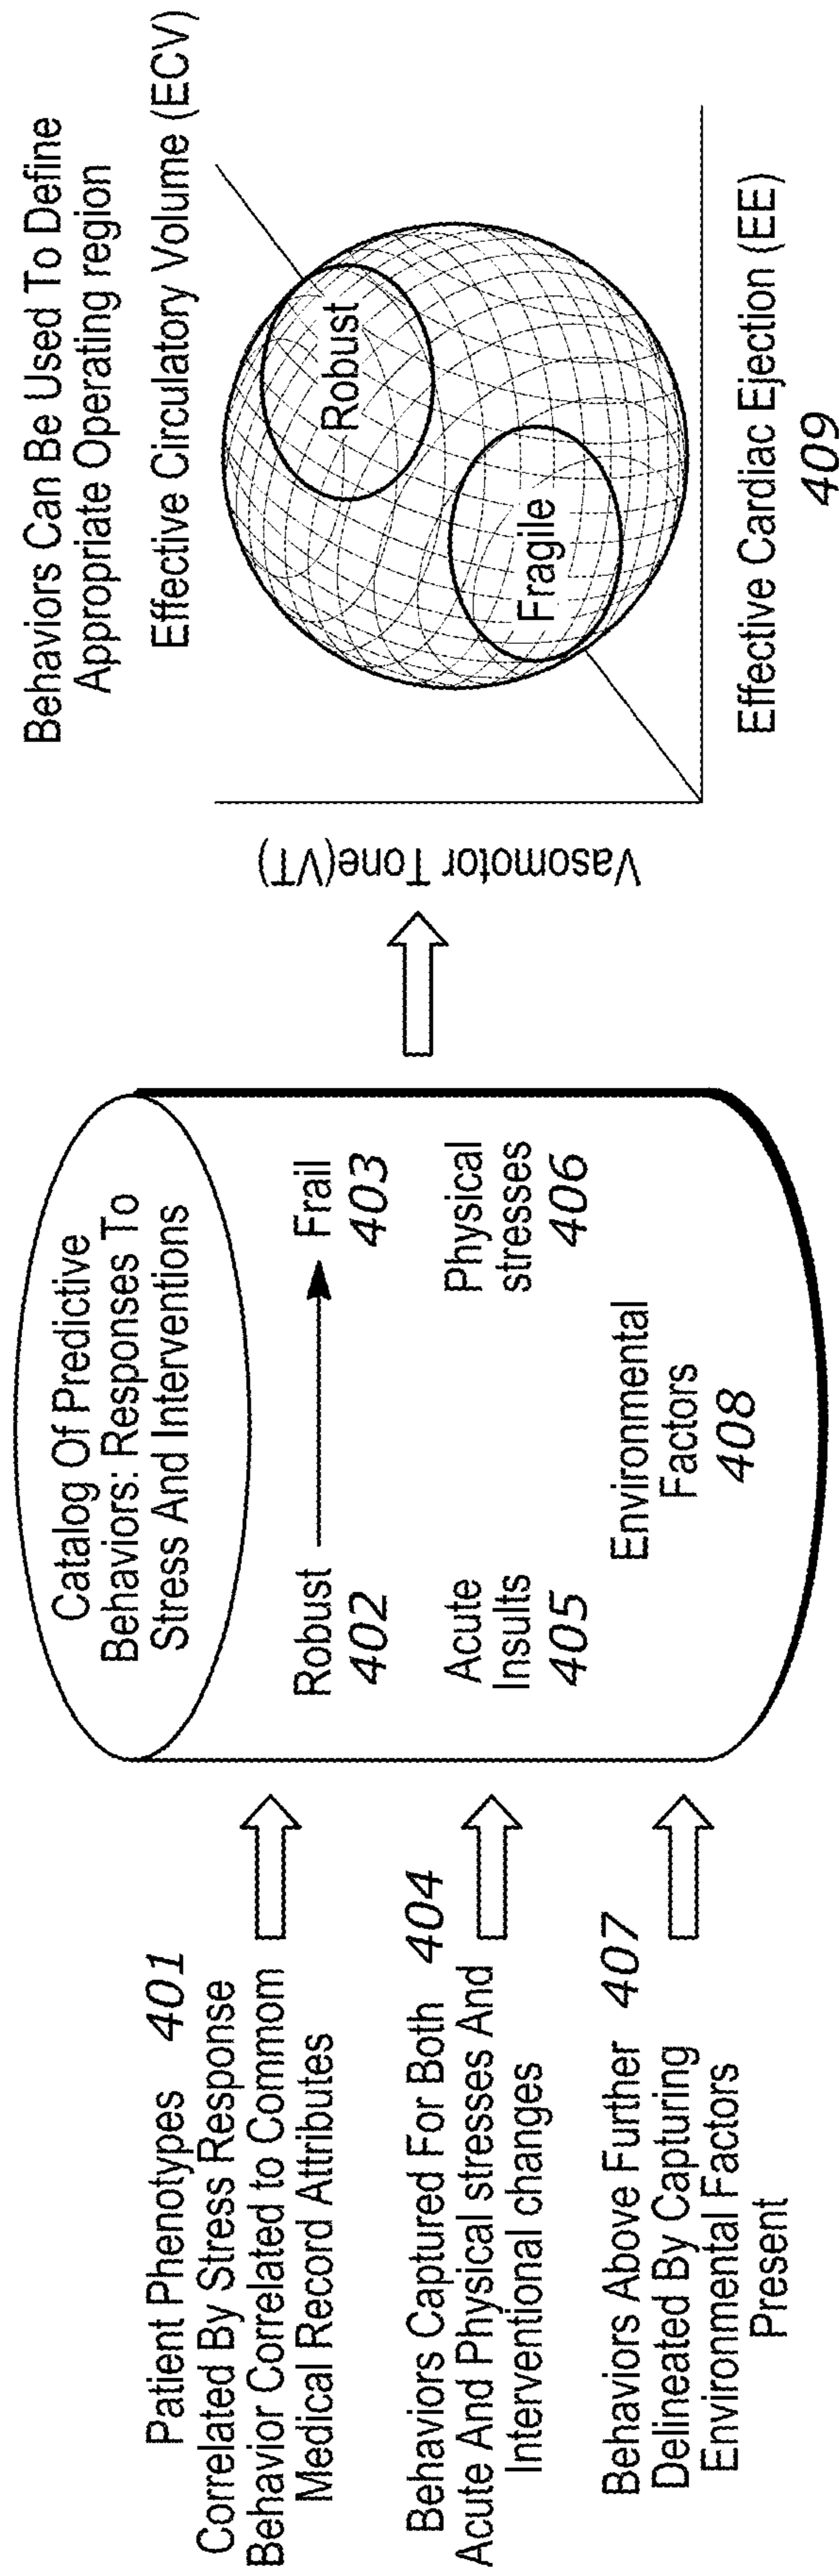 Patient Phenotypes 401
Correlated By Stress Response
Behavior Correlated to Commom
Medical Record Attributes
Behaviors Captured For Both 404
Acute And Physical stresses And
Interventional changes
Behaviors Above Further 407
Delineated By Capturing
Environmental Factors
Present
Catalog Of Predictive
Behaviors: Responses To
Stress And Interventions
Robust
402
Frail
403
Acute
Insults
405
Physical
stresses
406
Environmental
Factors
408
Behaviors Can Be Used To Define
Appropriate Operating region
Effective Circulatory Volume (ECV)
Vasomotor Tone(VT)
Robust
Fragile
Effective Cardiac Ejection (EE)
409